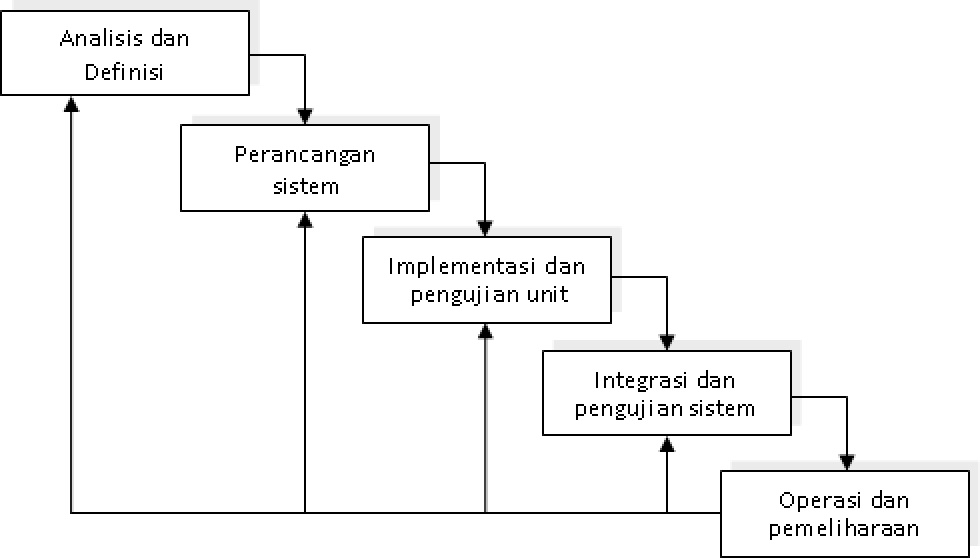 Analisis dan
Definisi
Perancangan
sistem
Implementasi dan
pengujian unit
Integrasi dan
pengujian sistem
Operasi dan
pemeliharaan